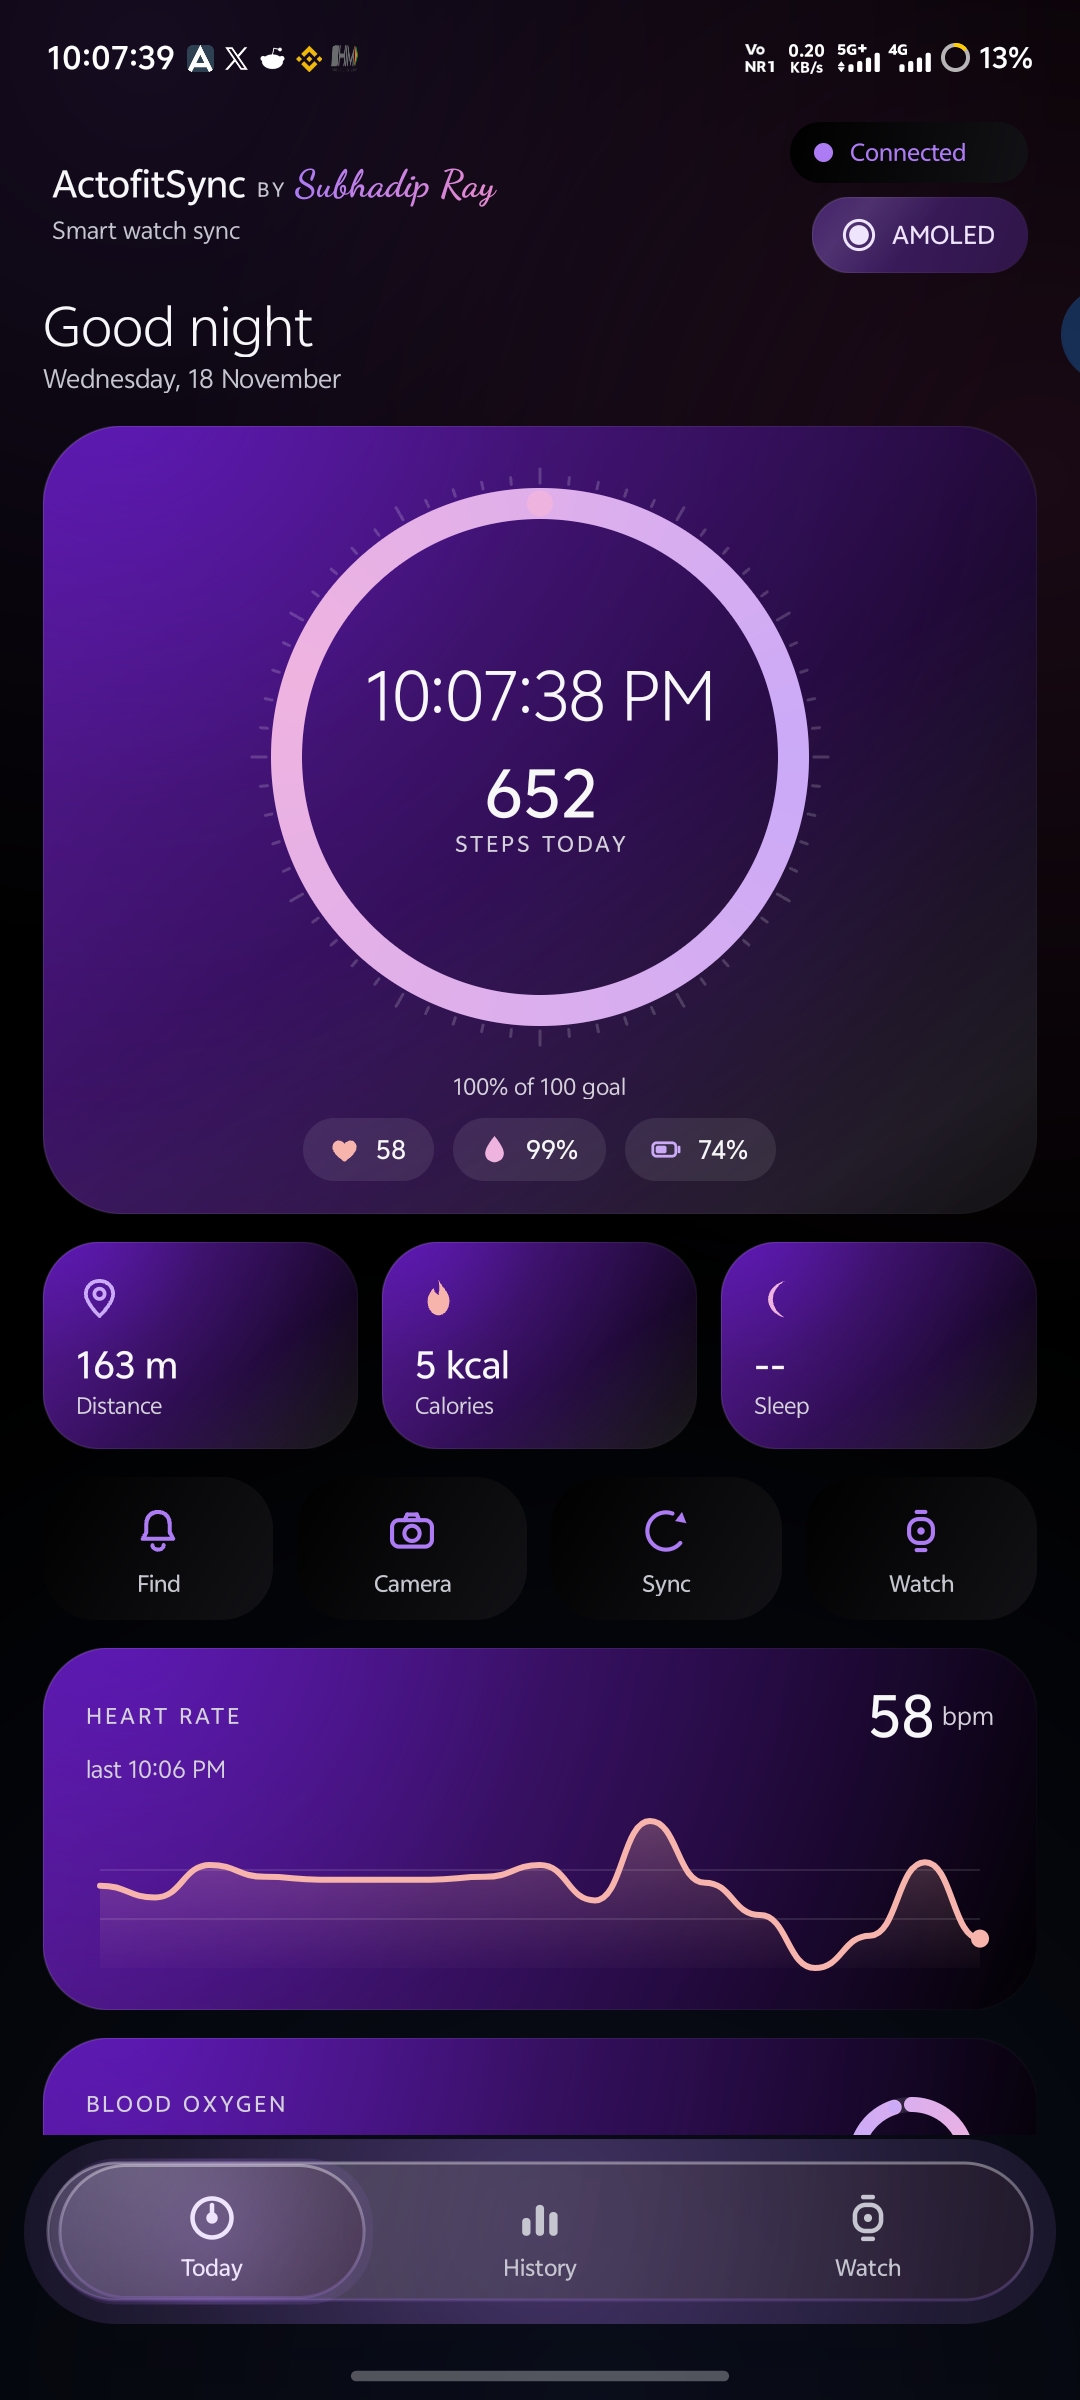 10:07:39
Vo NR1 0.20 KB/s 5G+ 4G 13%
Connected
ActofitSync BY Subhadip Ray
Smart watch sync
AMOLED
Good night
Wednesday, 18 November
10:07:38 PM
652
STEPS TODAY
100% of 100 goal
58 99% 74%
163 m 5 kcal --
Distance Calories Sleep
Find Camera Sync Watch
HEART RATE 58 bpm
last 10:06 PM
BLOOD OXYGEN
Today History Watch